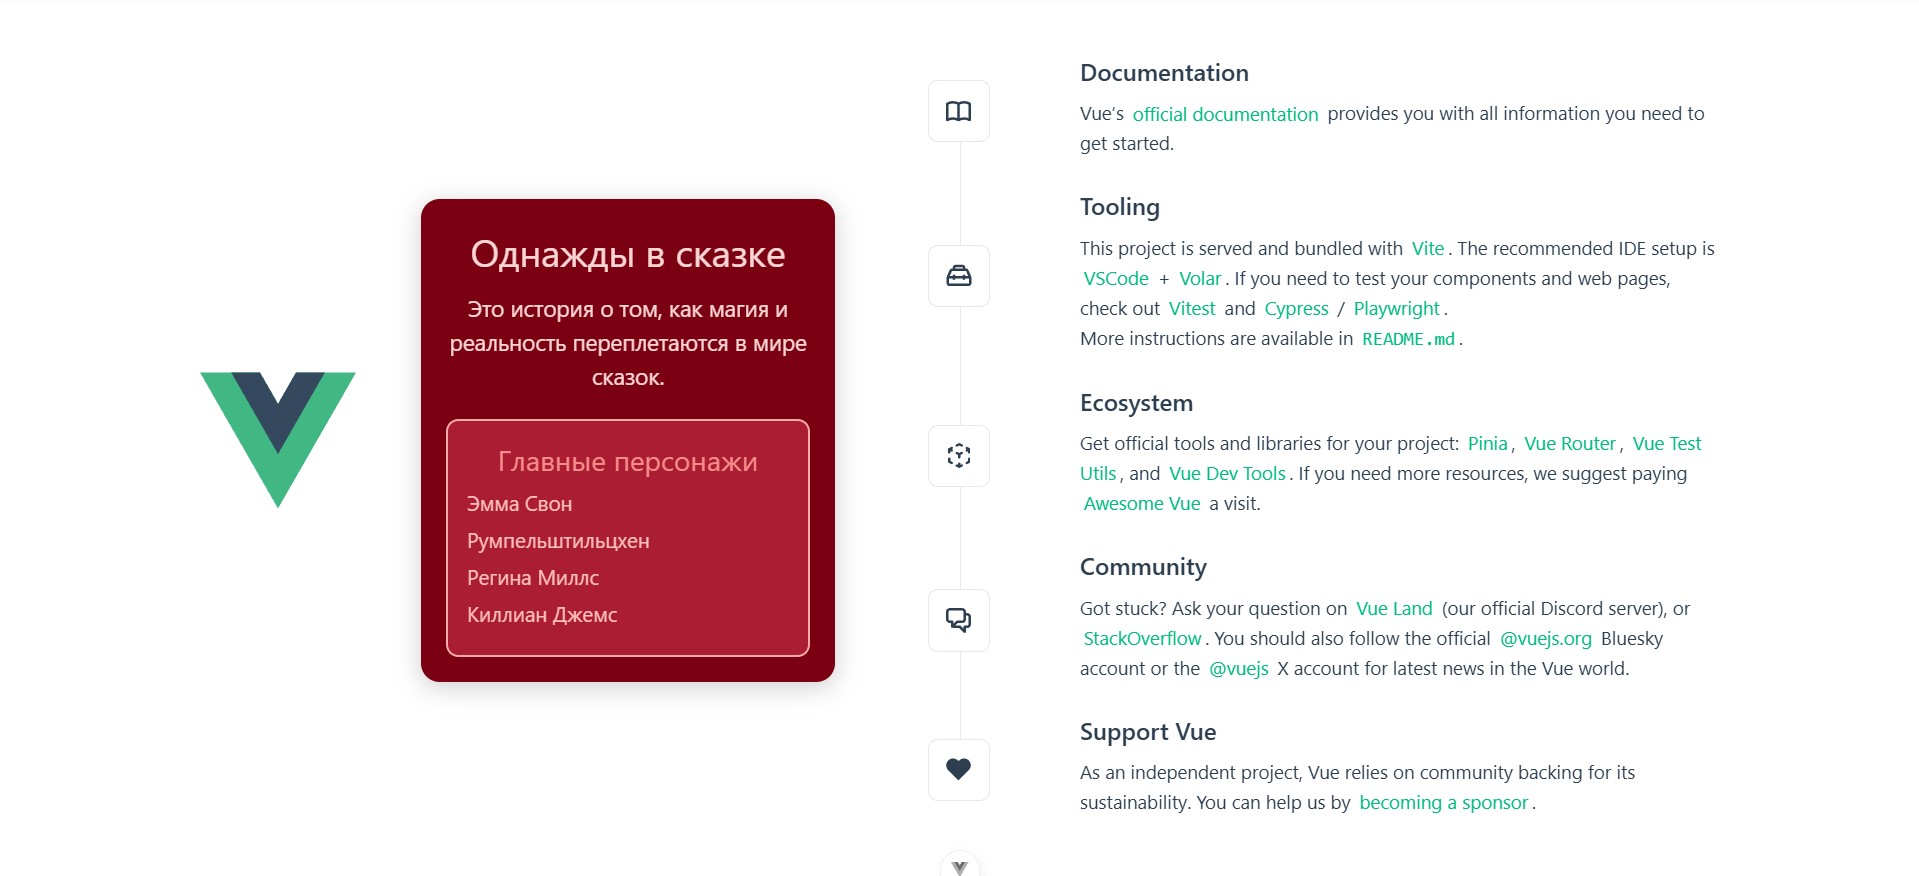 Однажды в сказке
Это история о том, как магия и
реальность переплетаются в мире
сказок.
Главные персонажи
Эмма Свон
Румпельштильцхен
Регина Миллс
Киллиан Джемс
Documentation
Vue’s official documentation provides you with all information you need to
get started.
Tooling
This project is served and bundled with Vite. The recommended IDE setup is
VSCode + Volar. If you need to test your components and web pages,
check out Vitest and Cypress / Playwright.
More instructions are available in README.md.
Ecosystem
Get official tools and libraries for your project: Pinia, Vue Router, Vue Test
Utils, and Vue Dev Tools. If you need more resources, we suggest paying
Awesome Vue a visit.
Community
Got stuck? Ask your question on Vue Land (our official Discord server), or
StackOverflow. You should also follow the official @vuejs.org Bluesky
account or the @vuejs X account for latest news in the Vue world.
Support Vue
As an independent project, Vue relies on community backing for its
sustainability. You can help us by becoming a sponsor.